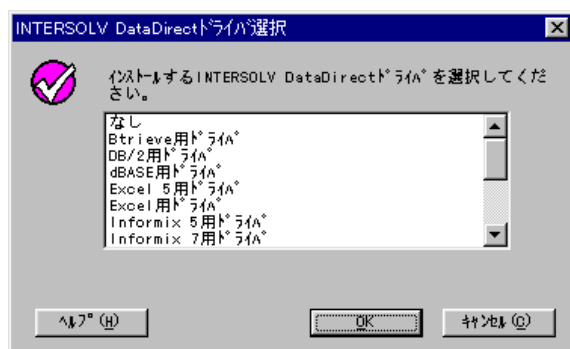 INTERSOLV DataDirectﾄﾞﾗｲﾊﾞ選択
ｲﾝｽﾄｰﾙするINTERSOLV DataDirectﾄﾞﾗｲﾊﾞを選択してくだ
さい。
なし
Btrieve用ﾄﾞﾗｲﾊﾞ
DB/2用ﾄﾞﾗｲﾊﾞ
dBASE用ﾄﾞﾗｲﾊﾞ
Excel 5用ﾄﾞﾗｲﾊﾞ
Excel用ﾄﾞﾗｲﾊﾞ
Informix 5用ﾄﾞﾗｲﾊﾞ
Informix 7用ﾄﾞﾗｲﾊﾞ
ﾍﾙﾌﾟ(H)
OK
ｷｬﾝｾﾙ(C)